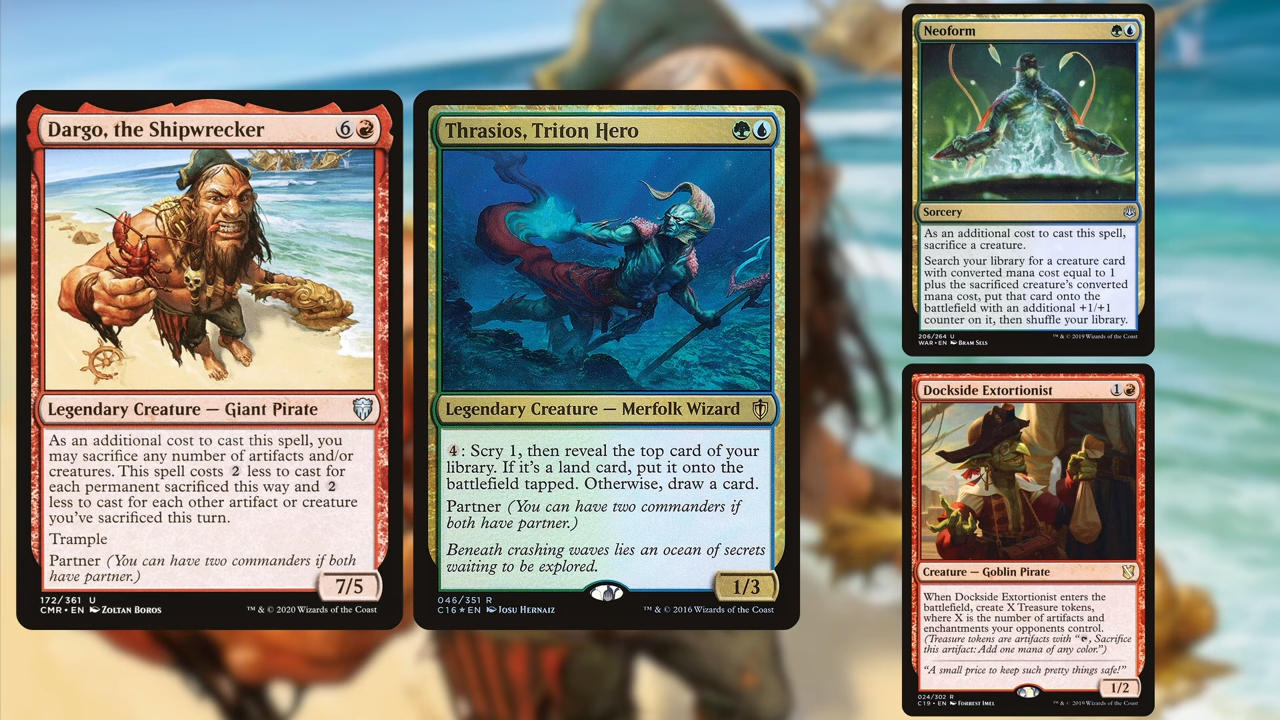 Dargo, the Shipwrecker 6
Legendary Creature — Giant Pirate
As an additional cost to cast this spell, you
may sacrifice any number of artifacts and/or
creatures. This spell costs 2 less to cast for
each permanent sacrificed this way and 2
less to cast for each other artifact or creature
you've sacrificed this turn.
Trample
Partner (You can have two commanders if both
have partner.)
7/5
172/361 U
CMR • EN Zoltan Boros
™ & © 2020 Wizards of the Coast
Thrasios, Triton Hero
Legendary Creature — Merfolk Wizard
4: Scry 1, then reveal the top card of your
library. If it's a land card, put it onto the
battlefield tapped. Otherwise, draw a card.
Partner (You can have two commanders if
both have partner.)
Beneath crashing waves lies an ocean of secrets
waiting to be explored.
1/3
046/351 R
C16 ★ EN Iosu Hernaiz
™ & © 2016 Wizards of the Coast
Neoform
Sorcery
As an additional cost to cast this spell,
sacrifice a creature.
Search your library for a creature card
with converted mana cost equal to 1
plus the sacrificed creature's converted
mana cost, put that card onto the
battlefield with an additional +1/+1
counter on it, then shuffle your library.
206/264 U
WAR • EN Bram Sels
™ & © 2019 Wizards of the Coast
Dockside Extortionist 1
Creature — Goblin Pirate
When Dockside Extortionist enters the
battlefield, create X Treasure tokens,
where X is the number of artifacts and
enchantments your opponents control.
(Treasure tokens are artifacts with ", Sacrifice
this artifact: Add one mana of any color.")
"A small price to keep such pretty things safe!"
1/2
024/302 R
C19 • EN Forrest Imel
™ & © 2019 Wizards of the Coast